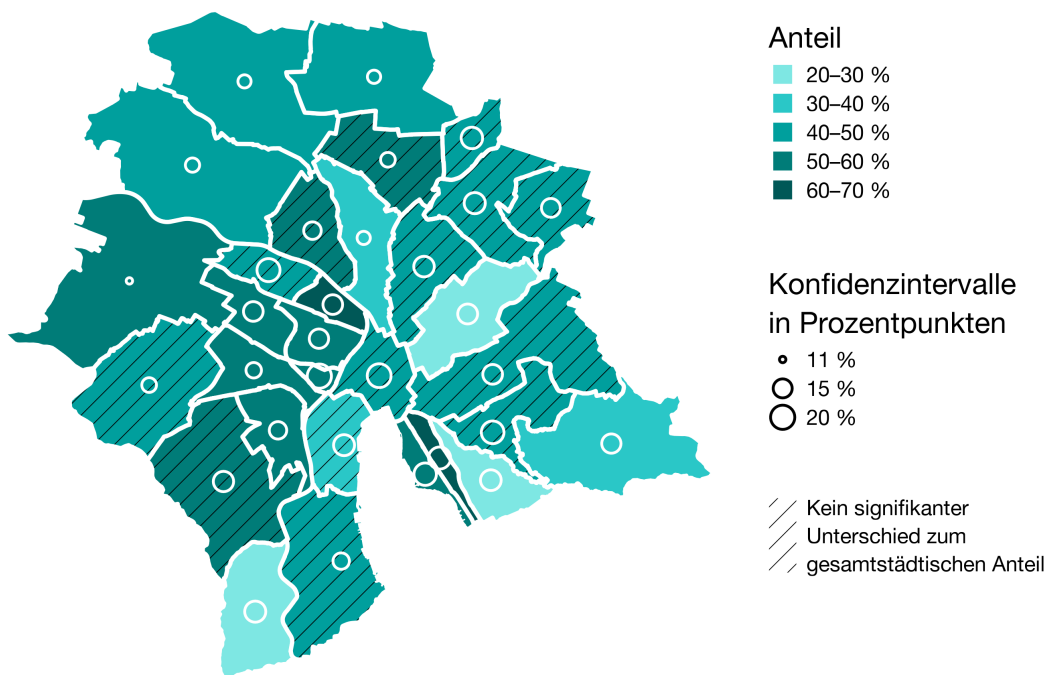 Anteil
20–30 %
30–40 %
40–50 %
50–60 %
60–70 %
Konfidenzintervalle
in Prozentpunkten
11 %
15 %
20 %
Kein signifikanter
Unterschied zum
gesamtstädtischen Anteil